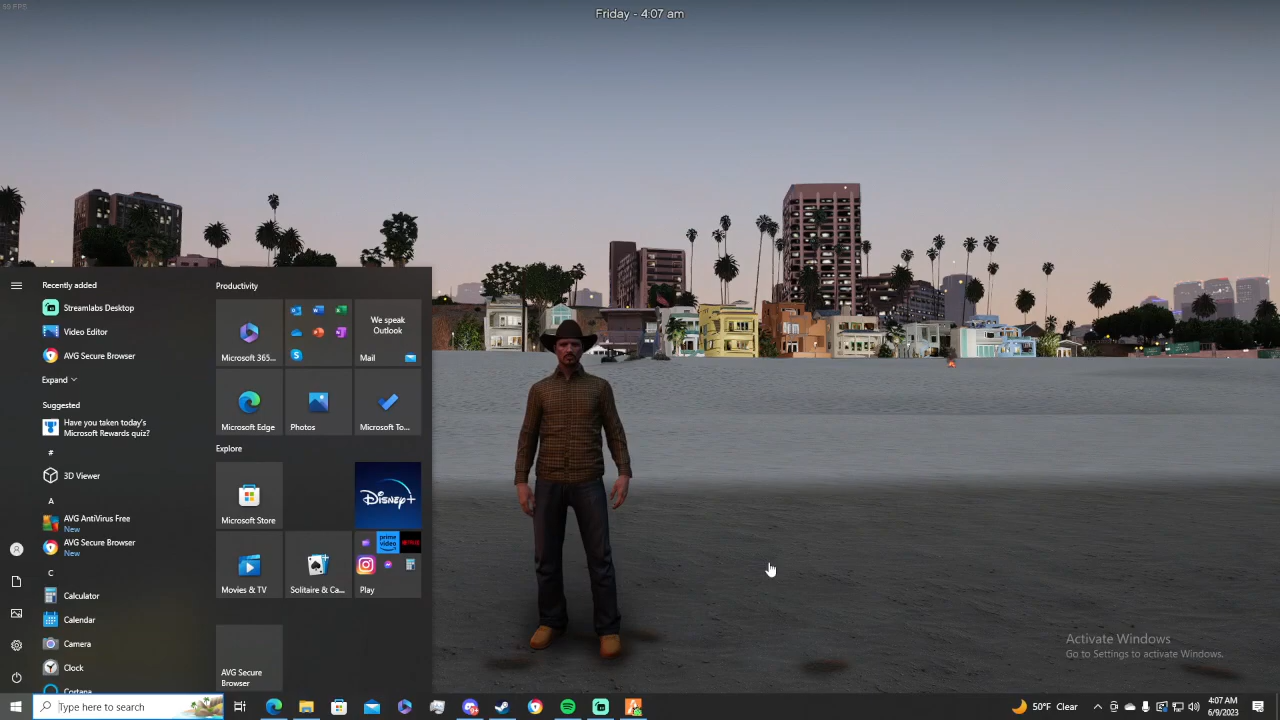 59 FPS
Friday - 4:07 am
Recently added
Productivity
Streamlabs Desktop
Video Editor
AVG Secure Browser
Expand
Microsoft 365...
We speak
Outlook
Mail
Suggested
Have you taken today's
Microsoft Rewards quiz?
Microsoft Edge
Photos
Microsoft To...
Explore
#
3D Viewer
A
AVG AntiVirus Free
New
AVG Secure Browser
New
Microsoft Store
Disney+
prime
video
C
Calculator
Calendar
Camera
Clock
Cortana
Movies & TV
Solitaire & Ca...
Play
AVG Secure
Browser
Activate Windows
Go to Settings to activate Windows.
Type here to search
50°F Clear
4:07 AM
6/9/2023